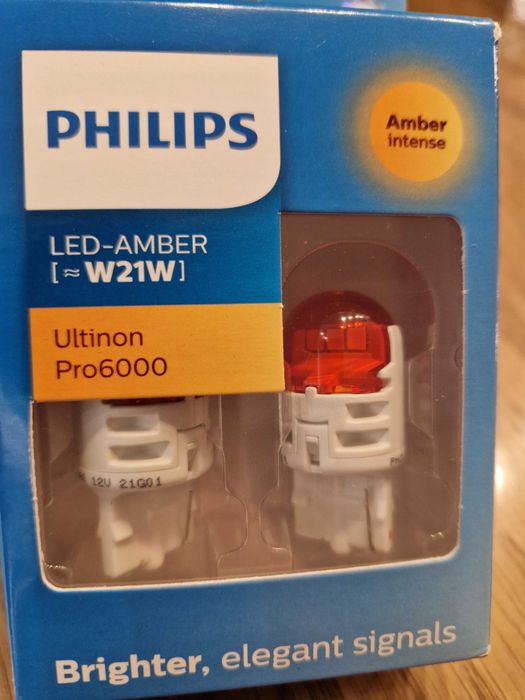 PHILIPS
Amber
intense
LED-AMBER
[≈W21W]
Ultinon
Pro6000
12V 21G01
Brighter, elegant signals